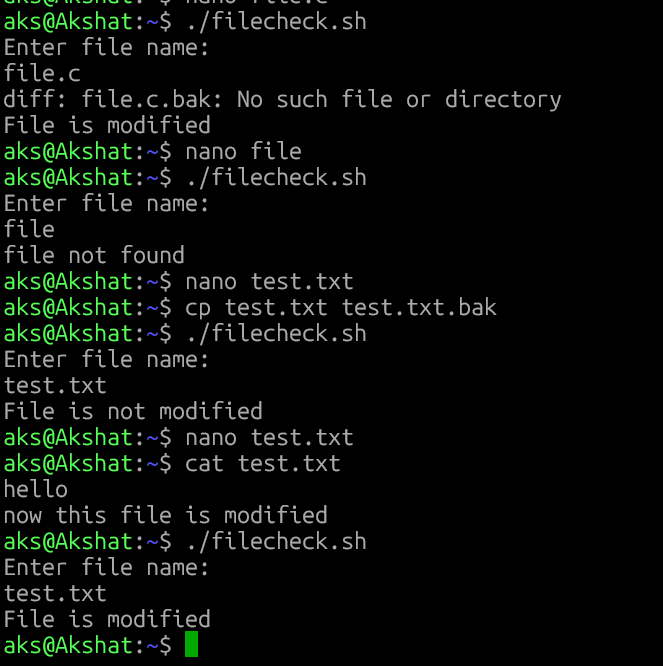 aks@Akshat:~$ ./filecheck.sh
Enter file name:
file.c
diff: file.c.bak: No such file or directory
File is modified
aks@Akshat:~$ nano file
aks@Akshat:~$ ./filecheck.sh
Enter file name:
file
file not found
aks@Akshat:~$ nano test.txt
aks@Akshat:~$ cp test.txt test.txt.bak
aks@Akshat:~$ ./filecheck.sh
Enter file name:
test.txt
File is not modified
aks@Akshat:~$ nano test.txt
aks@Akshat:~$ cat test.txt
hello
now this file is modified
aks@Akshat:~$ ./filecheck.sh
Enter file name:
test.txt
File is modified
aks@Akshat:~$